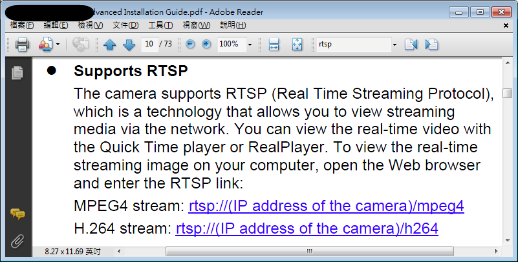 dvanced Installation Guide.pdf - Adobe Reader
檔案(F) 編輯(E) 檢視(V) 文件(D) 工具(T) 視窗(W) 說明(H)
10 / 73 100% rtsp
● Supports RTSP
The camera supports RTSP (Real Time Streaming Protocol),
which is a technology that allows you to view streaming
media via the network. You can view the real-time video with
the Quick Time player or RealPlayer. To view the real-time
streaming image on your computer, open the Web browser
and enter the RTSP link:
MPEG4 stream: rtsp://(IP address of the camera)/mpeg4
H.264 stream: rtsp://(IP address of the camera)/h264
8.27 x 11.69 英吋